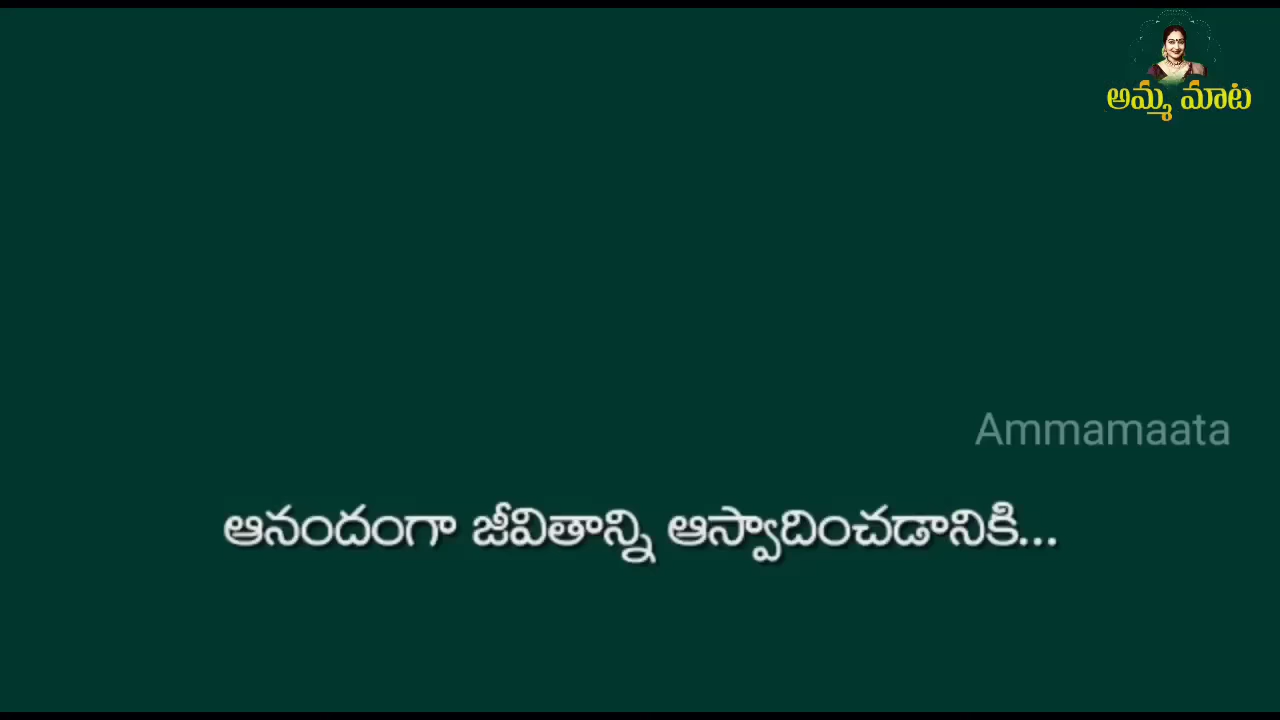 అమ్మ మాట
Ammamaata
ఆనందంగా జీవితాన్ని ఆస్వాదించడానికి...